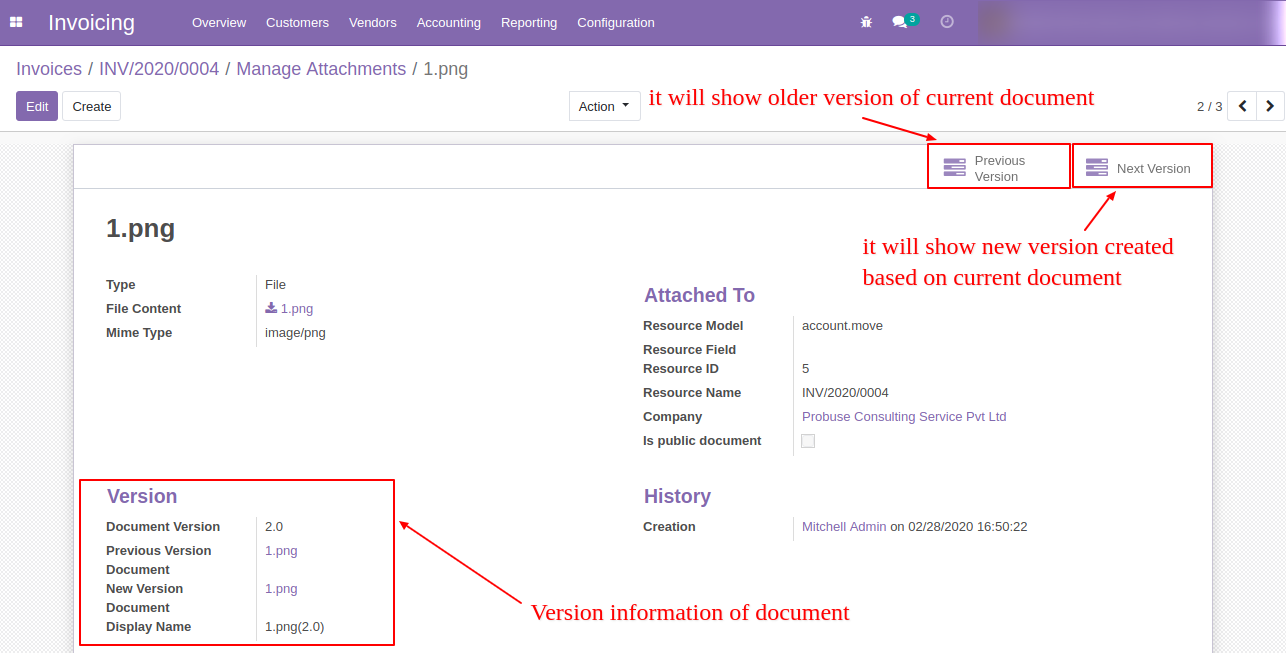 Invoicing Overview Customers Vendors Accounting Reporting Configuration 3
Invoices / INV/2020/0004 / Manage Attachments / 1.png
Edit Create Action it will show older version of current document 2 / 3
Previous
Version
Next Version
1.png
it will show new version created
based on current document
Type File
File Content 1.png
Mime Type image/png
Attached To
Resource Model account.move
Resource Field
Resource ID 5
Resource Name INV/2020/0004
Company Probuse Consulting Service Pvt Ltd
Is public document
Version
Document Version 2.0
Previous Version 1.png
Document
New Version 1.png
Document
Display Name 1.png(2.0)
History
Creation Mitchell Admin on 02/28/2020 16:50:22
Version information of document